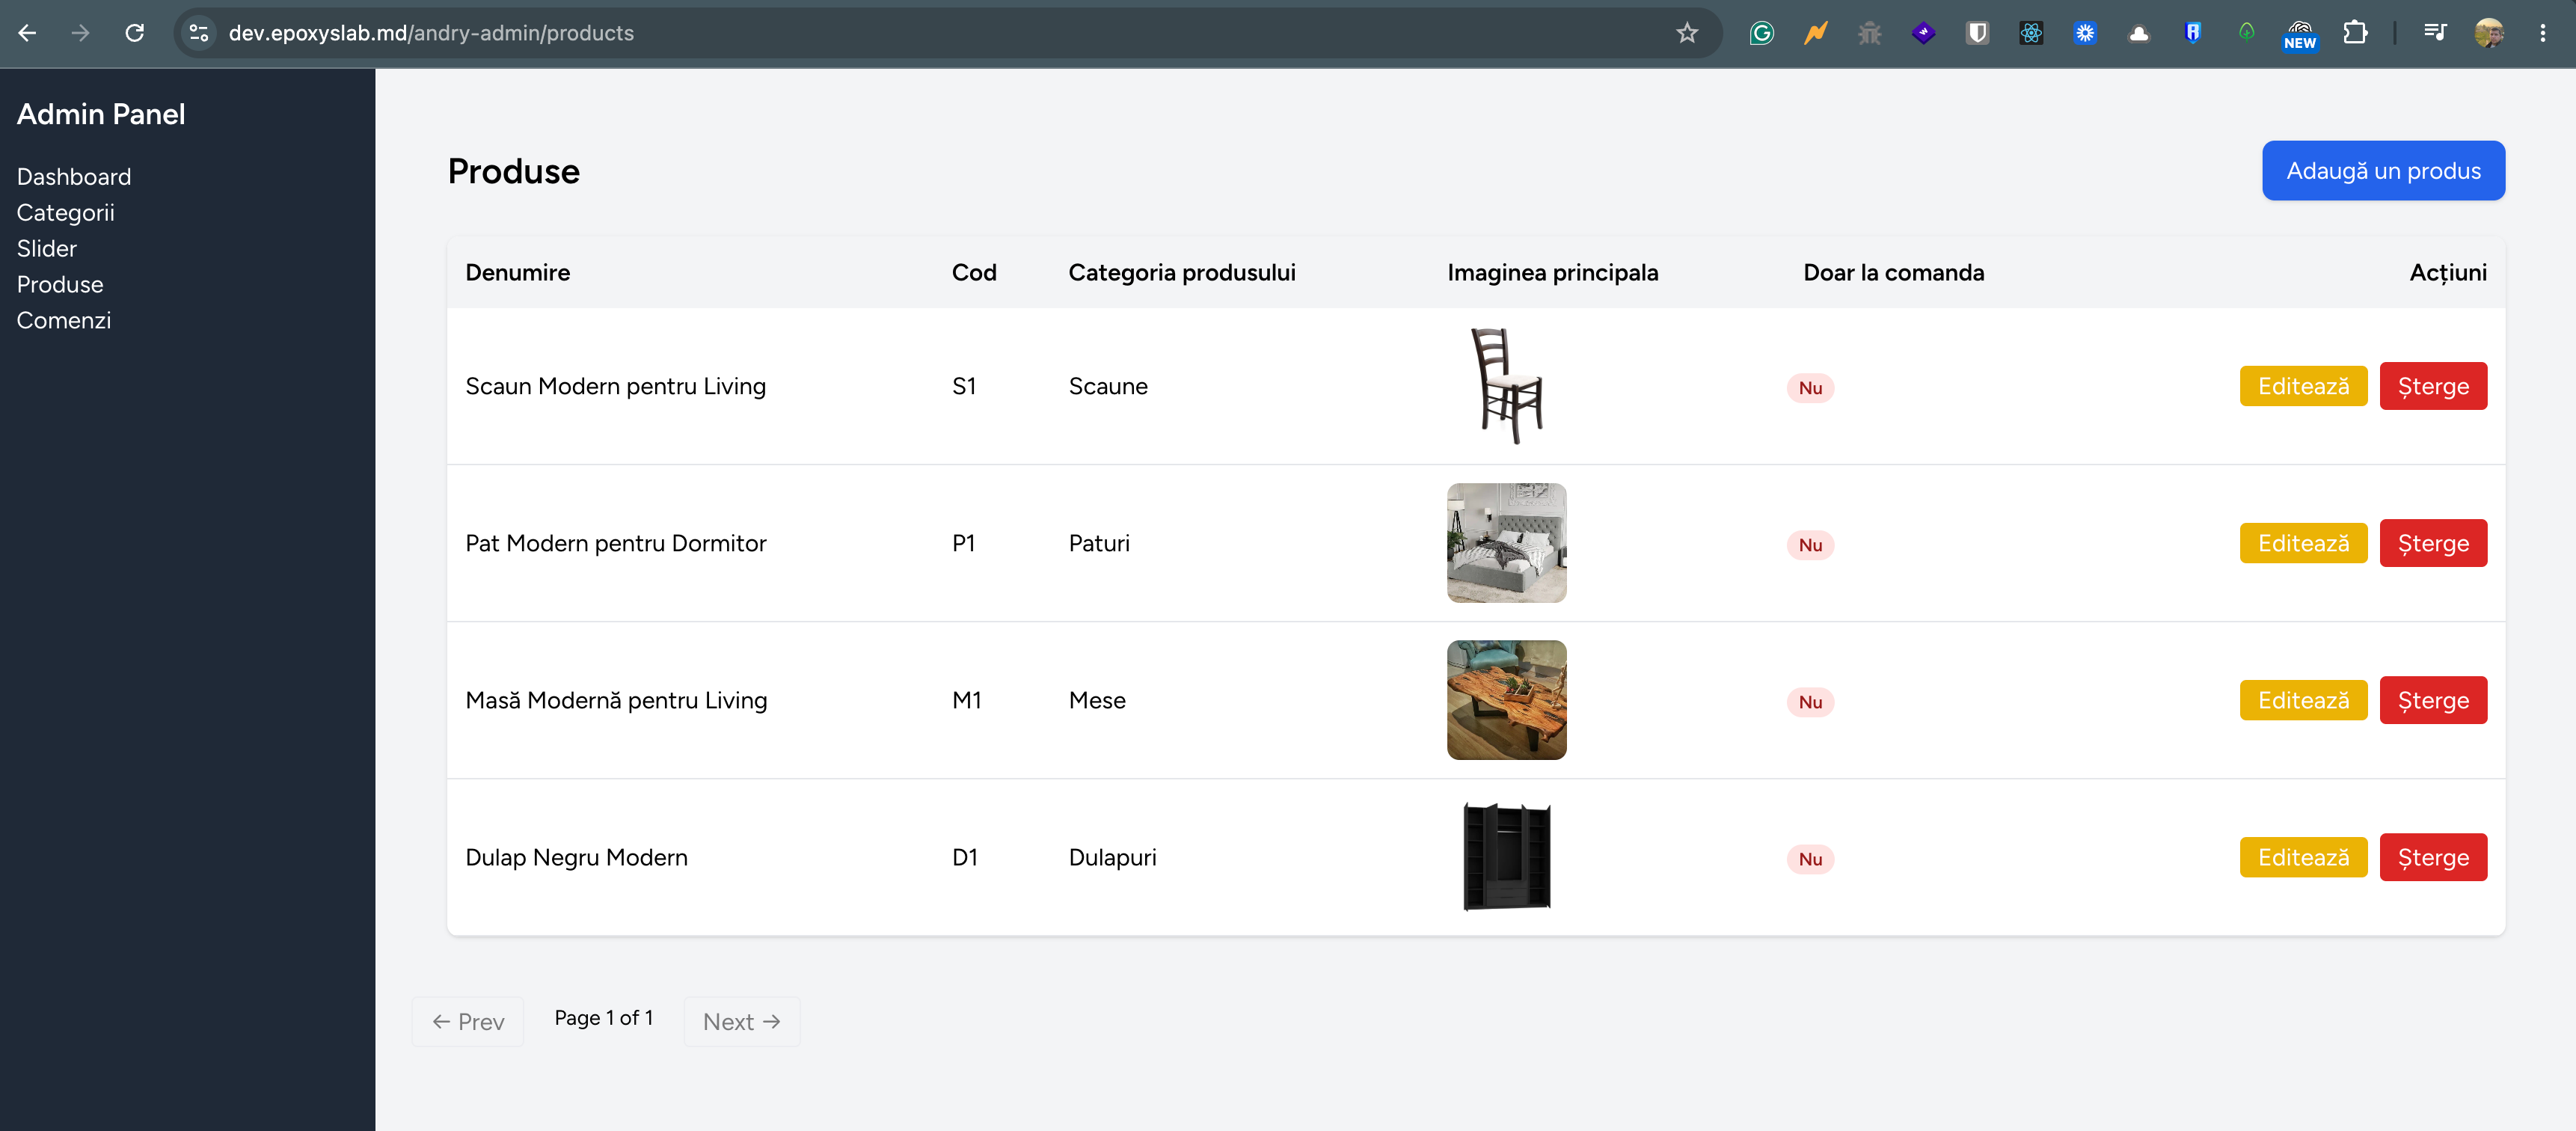 dev.epoxyslab.md/andry-admin/products
NEW
Admin Panel
Dashboard
Categorii
Slider
Produse
Comenzi
Produse
Adaugă un produs
Denumire Cod Categoria produsului Imaginea principala Doar la comanda Acțiuni
Scaun Modern pentru Living S1 Scaune Nu Editează Șterge
Pat Modern pentru Dormitor P1 Paturi Nu Editează Șterge
Masă Modernă pentru Living M1 Mese Nu Editează Șterge
Dulap Negru Modern D1 Dulapuri Nu Editează Șterge
← Prev Page 1 of 1 Next →